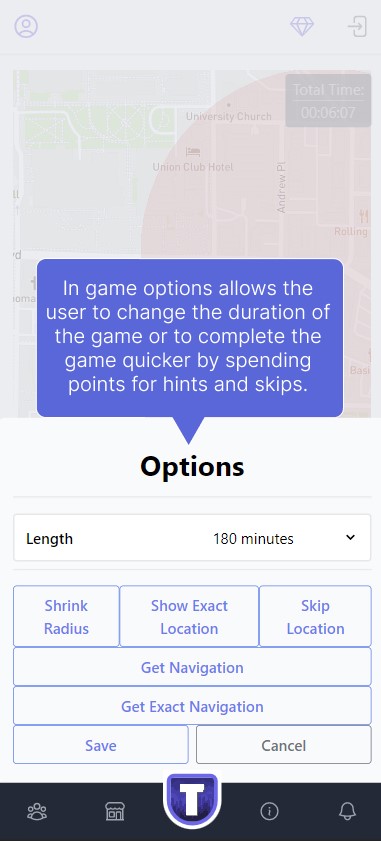 Total Time:
00:06:07
University Church
Union Club Hotel
Andrew Pl
Rolling
In game options allows the
user to change the duration of
the game or to complete the
game quicker by spending
points for hints and skips.
Options
Length 180 minutes
Shrink Radius
Show Exact Location
Skip Location
Get Navigation
Get Exact Navigation
Save Cancel
T